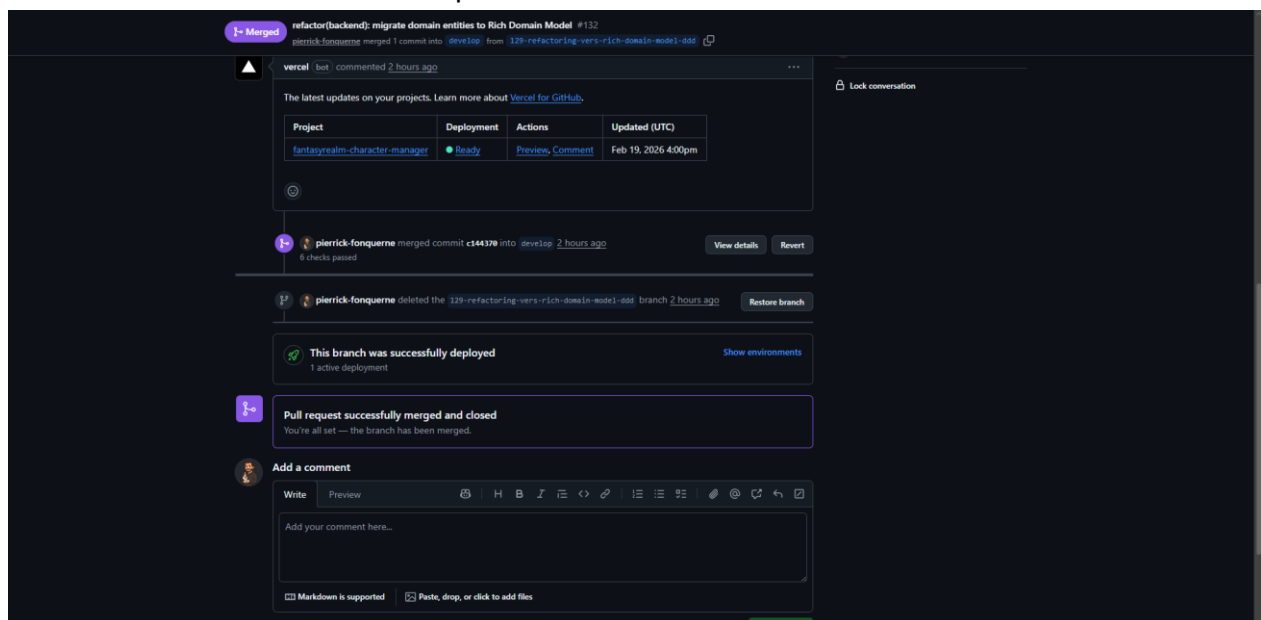 Merged
refactor(backend): migrate domain entities to Rich Domain Model #132
pierrick-fonquerne merged 1 commit into develop from 129-refactoring-vers-rich-domain-model-ddd
vercel bot commented 2 hours ago
Lock conversation
The latest updates on your projects. Learn more about Vercel for GitHub.
Project Deployment Actions Updated (UTC)
fantasyrealm-character-manager Ready Preview, Comment Feb 19, 2026 4:00pm
pierrick-fonquerne merged commit c144370 into develop 2 hours ago
View details Revert
6 checks passed
pierrick-fonquerne deleted the 129-refactoring-vers-rich-domain-model-ddd branch 2 hours ago
Restore branch
This branch was successfully deployed
Show environments
1 active deployment
Pull request successfully merged and closed
You're all set — the branch has been merged.
Add a comment
Write Preview
Add your comment here...
Markdown is supported Paste, drop, or click to add files